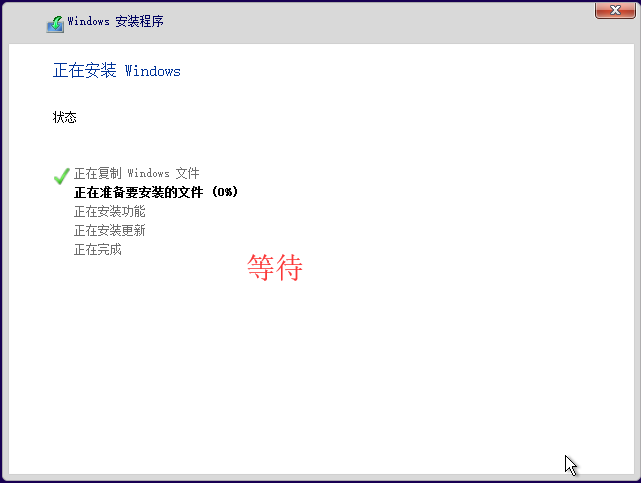 Windows 安装程序
正在安装 Windows
状态
正在复制 Windows 文件
正在准备要安装的文件 (0%)
正在安装功能
正在安装更新
正在完成
等待